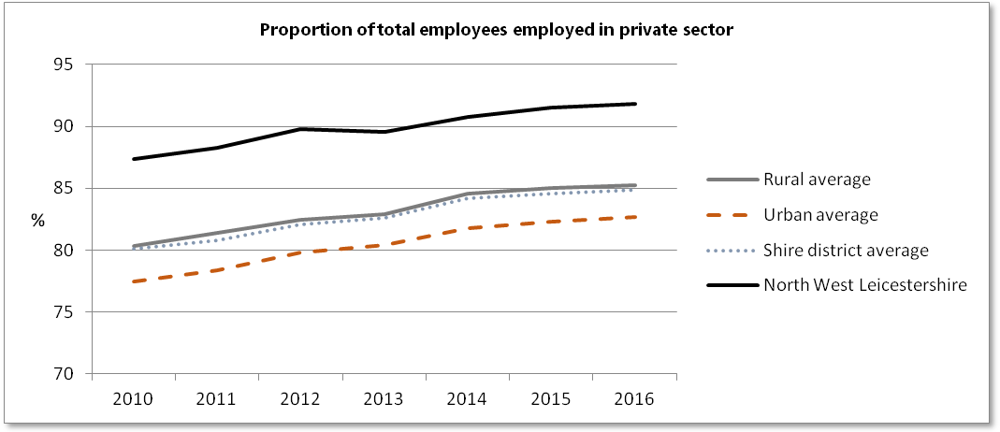 Proportion of total employees employed in private sector
95
90
85
80
75
70
%
2010 2011 2012 2013 2014 2015 2016
Rural average
Urban average
Shire district average
North West Leicestershire